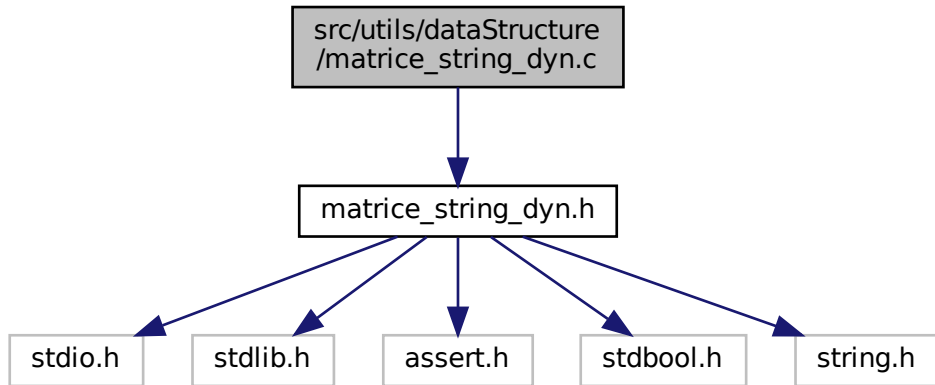 src/utils/dataStructure
/matrice_string_dyn.c
matrice_string_dyn.h
stdio.h
stdlib.h
assert.h
stdbool.h
string.h